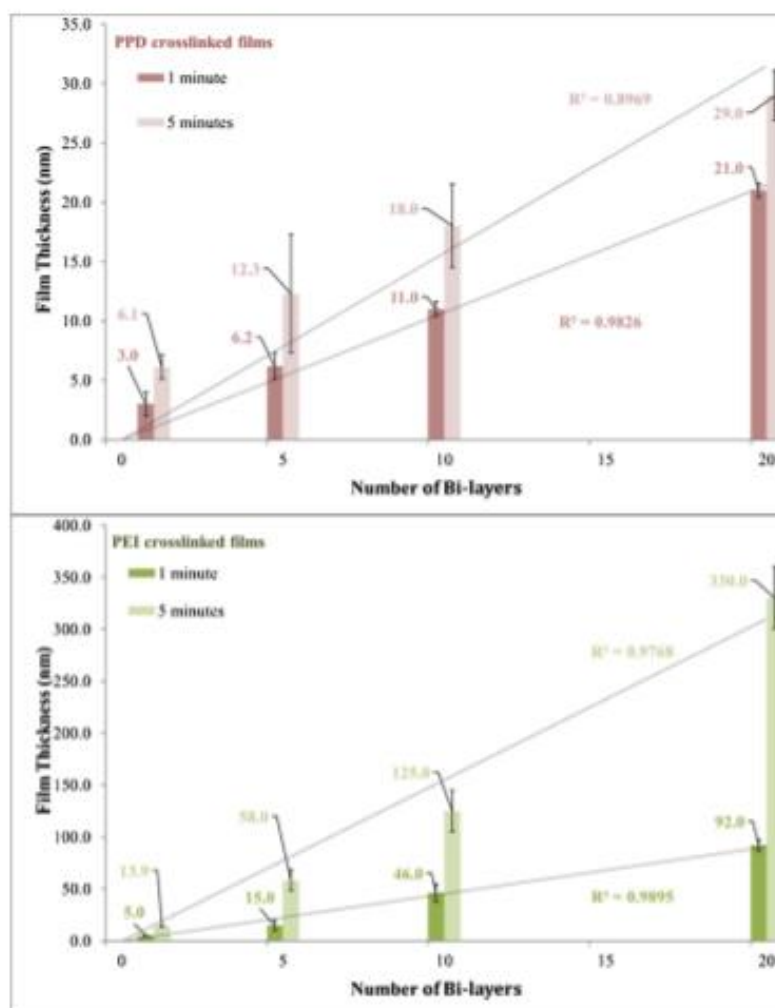 35.0
PPD crosslinked films
30.0
1 minute
R² = 0.8969
29.0
5 minutes
25.0
21.0
20.0
18.0
15.0
12.3
11.0
10.0
R² = 0.9826
6.1
6.2
5.0
3.0
0.0
Film Thickness (nm)
0 5 10 15 20
Number of Bi-layers
400.0
PEI crosslinked films
350.0
1 minute
330.0
5 minutes
300.0
R² = 0.9768
250.0
200.0
150.0
125.0
100.0
92.0
58.0
50.0
46.0
13.9
15.0
5.0
R² = 0.9895
0.0
Film Thickness (nm)
0 5 10 15 20
Number of Bi-layers